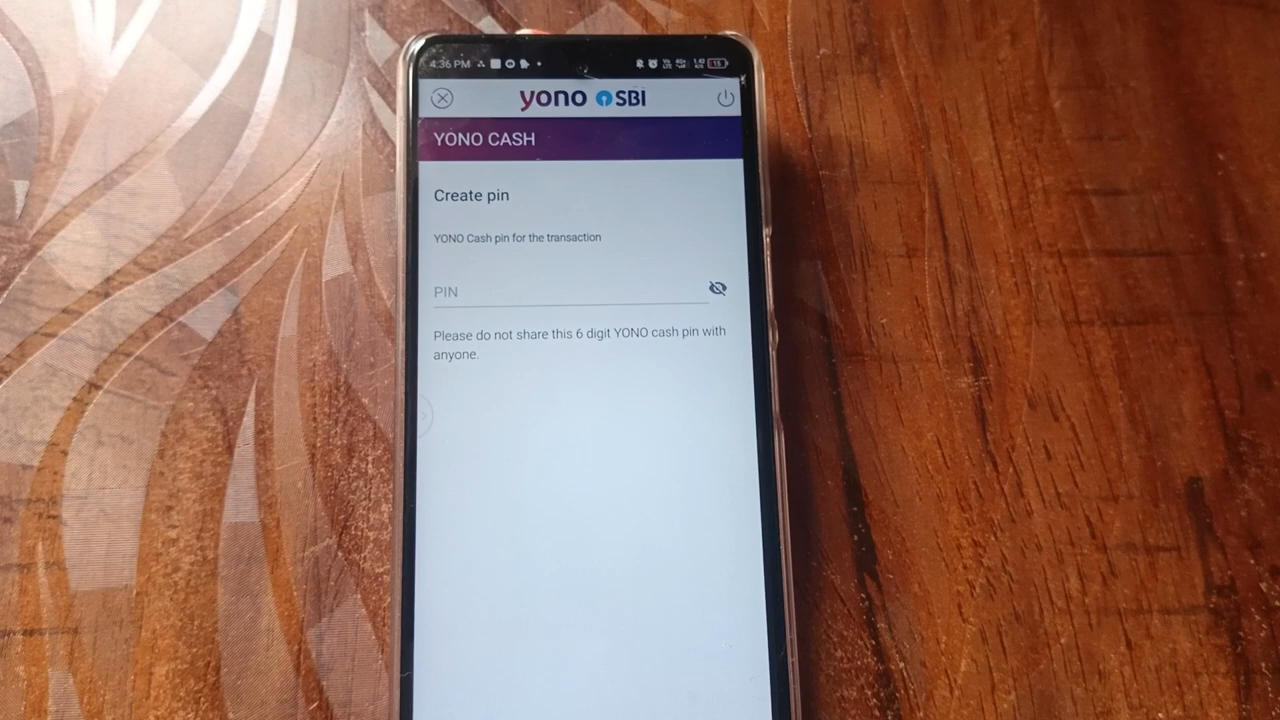 4:36 PM
15
yono SBI
YONO CASH
Create pin
YONO Cash pin for the transaction
PIN
Please do not share this 6 digit YONO cash pin with
anyone.